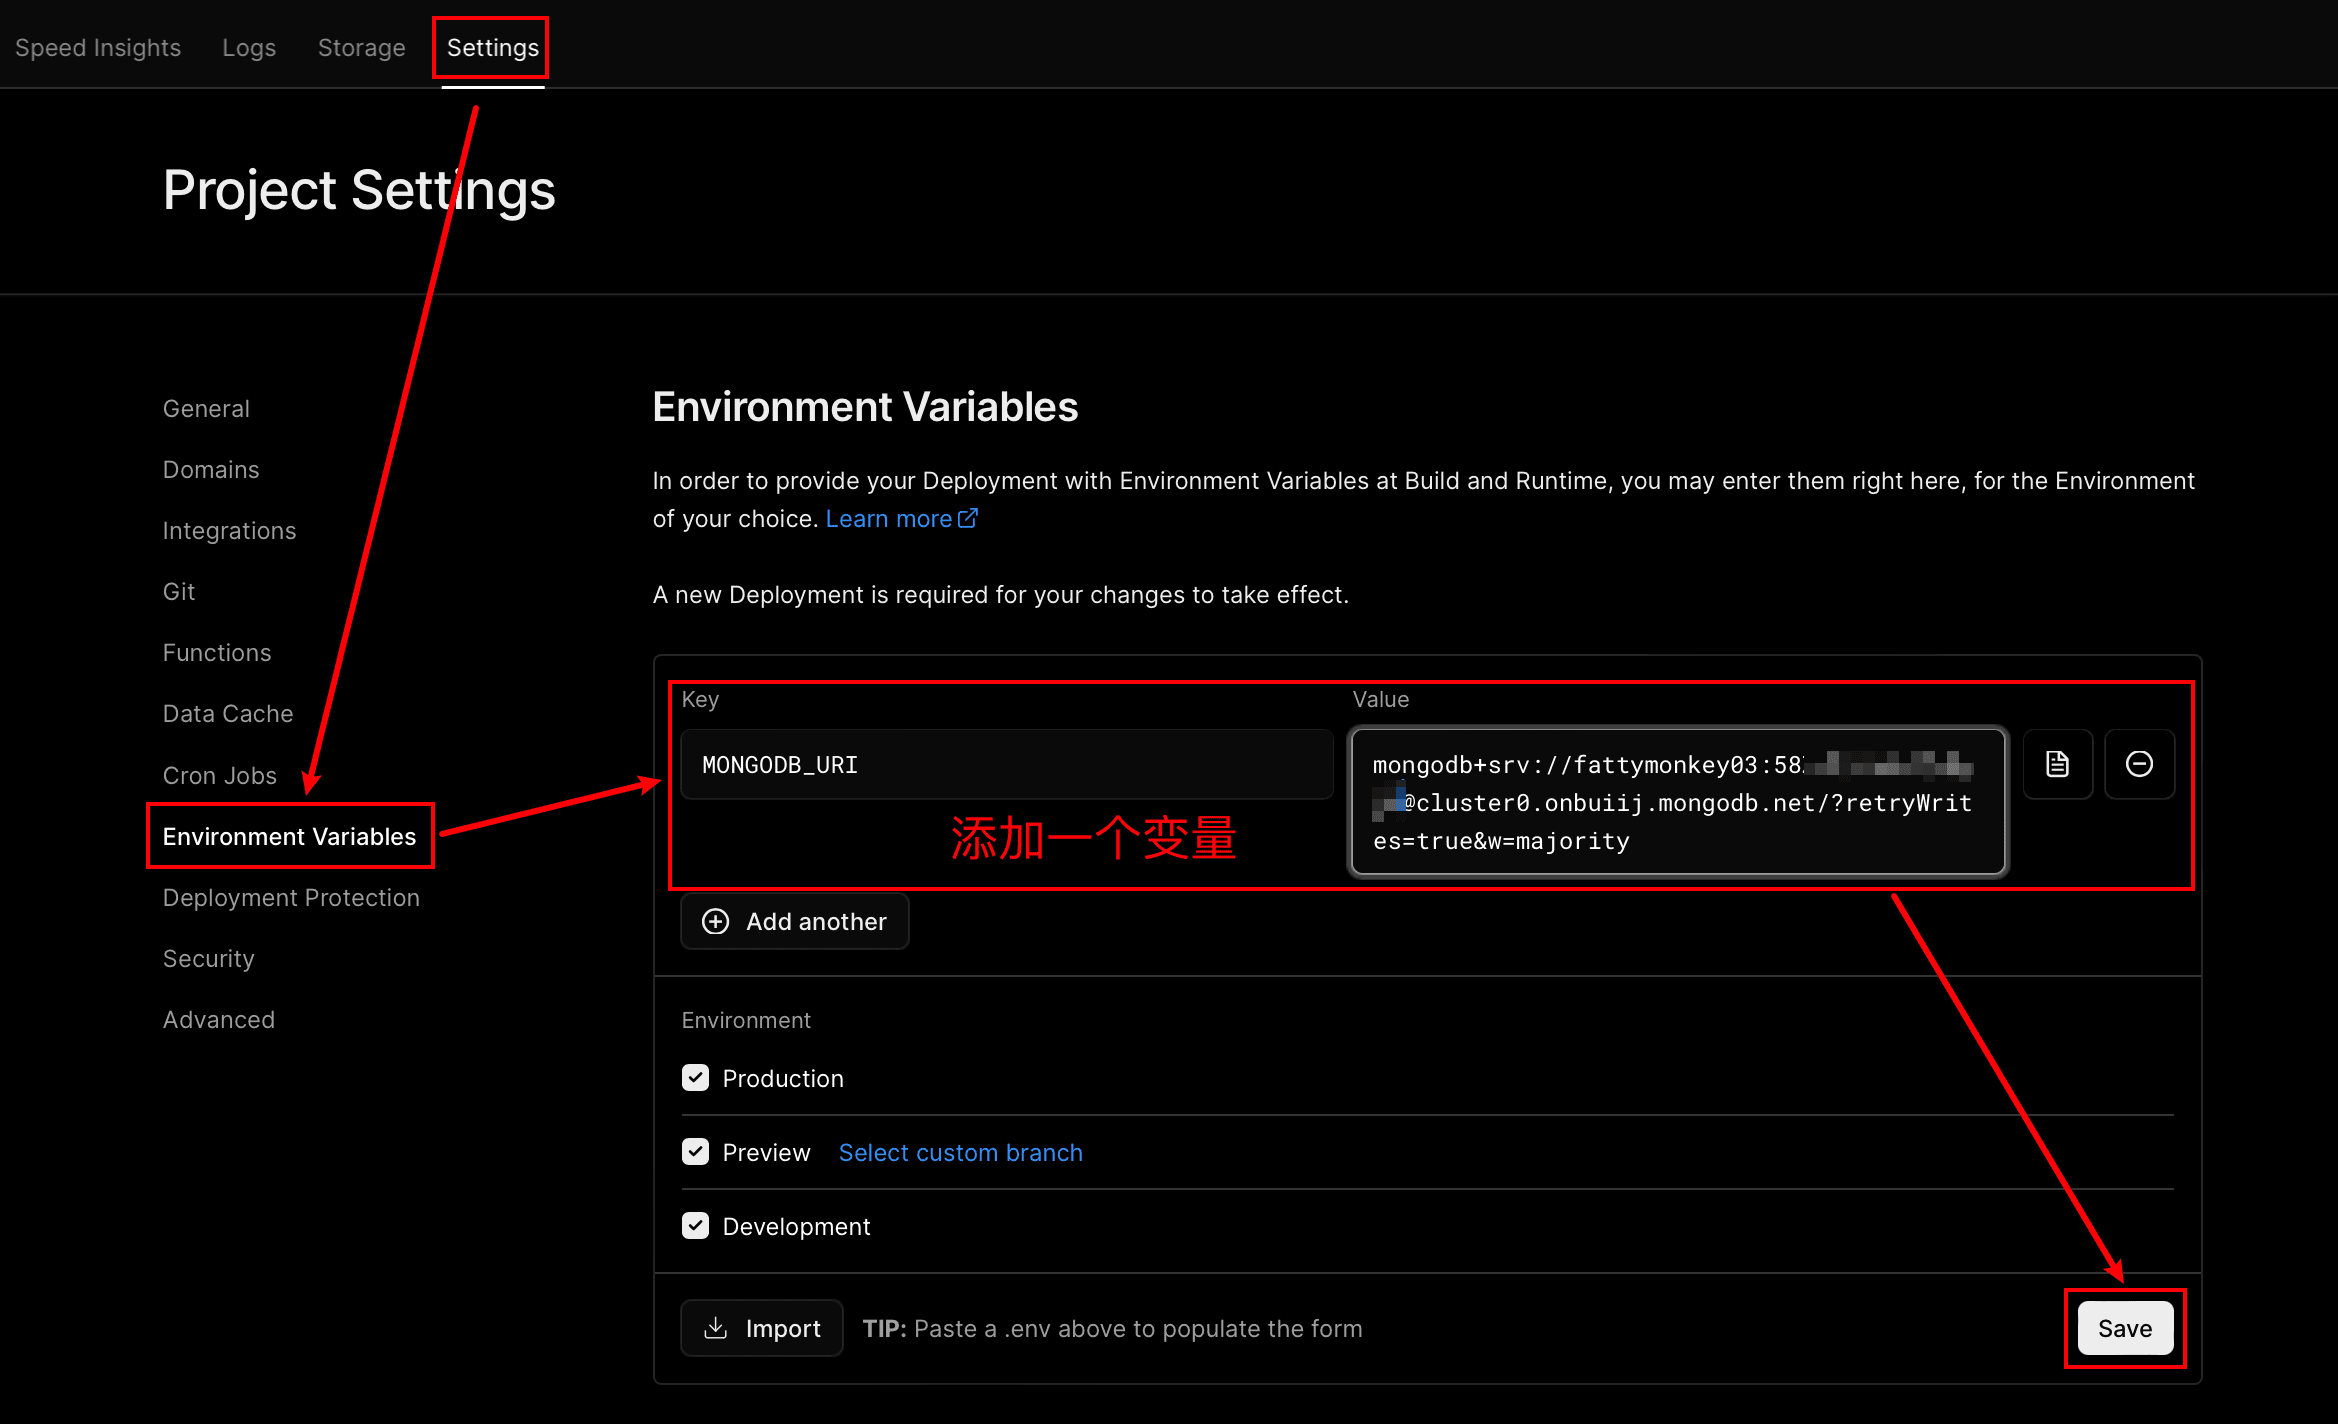 Speed Insights
Logs
Storage
Settings
Project Settings
General
Domains
Integrations
Git
Functions
Data Cache
Cron Jobs
Environment Variables
Deployment Protection
Security
Advanced
Environment Variables
In order to provide your Deployment with Environment Variables at Build and Runtime, you may enter them right here, for the Environment
of your choice. Learn more
A new Deployment is required for your changes to take effect.
Key
Value
MONGODB_URI
mongodb+srv://fattymonkey03:58
@cluster0.onbuiij.mongodb.net/?retryWrit
es=true&w=majority
添加一个变量
Add another
Environment
Production
Preview
Select custom branch
Development
Import
TIP: Paste a .env above to populate the form
Save